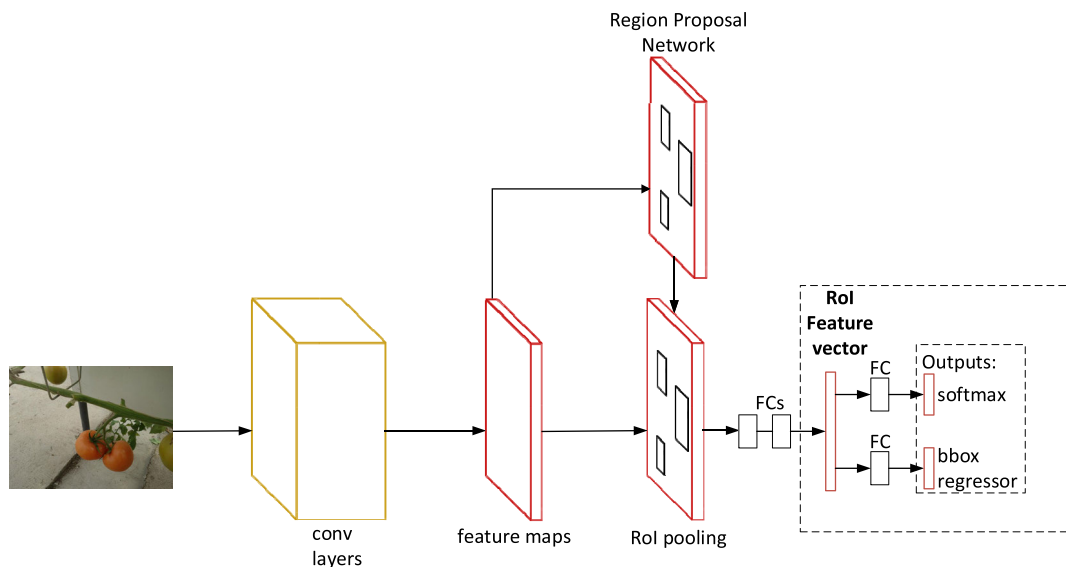 Region Proposal
Network
RoI
Feature
vector
FC
Outputs:
softmax
FCs
FC
bbox
regressor
conv
layers
feature maps
RoI pooling